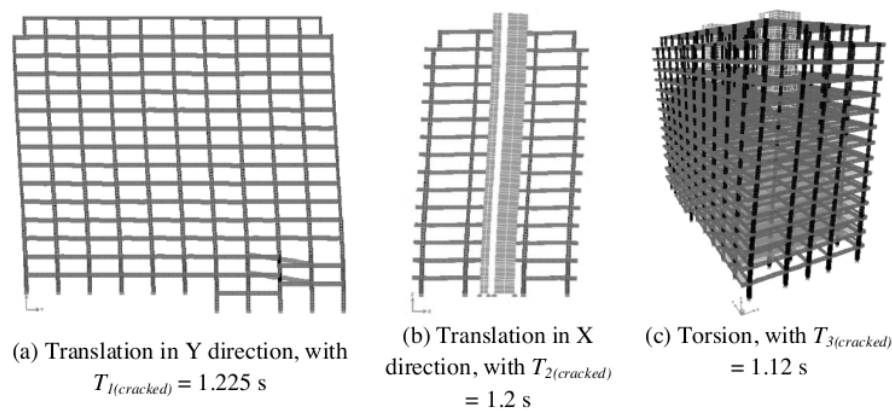 (a) Translation in Y direction, with
T1(cracked) = 1.225 s
(b) Translation in X
direction, with T2(cracked)
= 1.2 s
(c) Torsion, with T3(cracked)
= 1.12 s